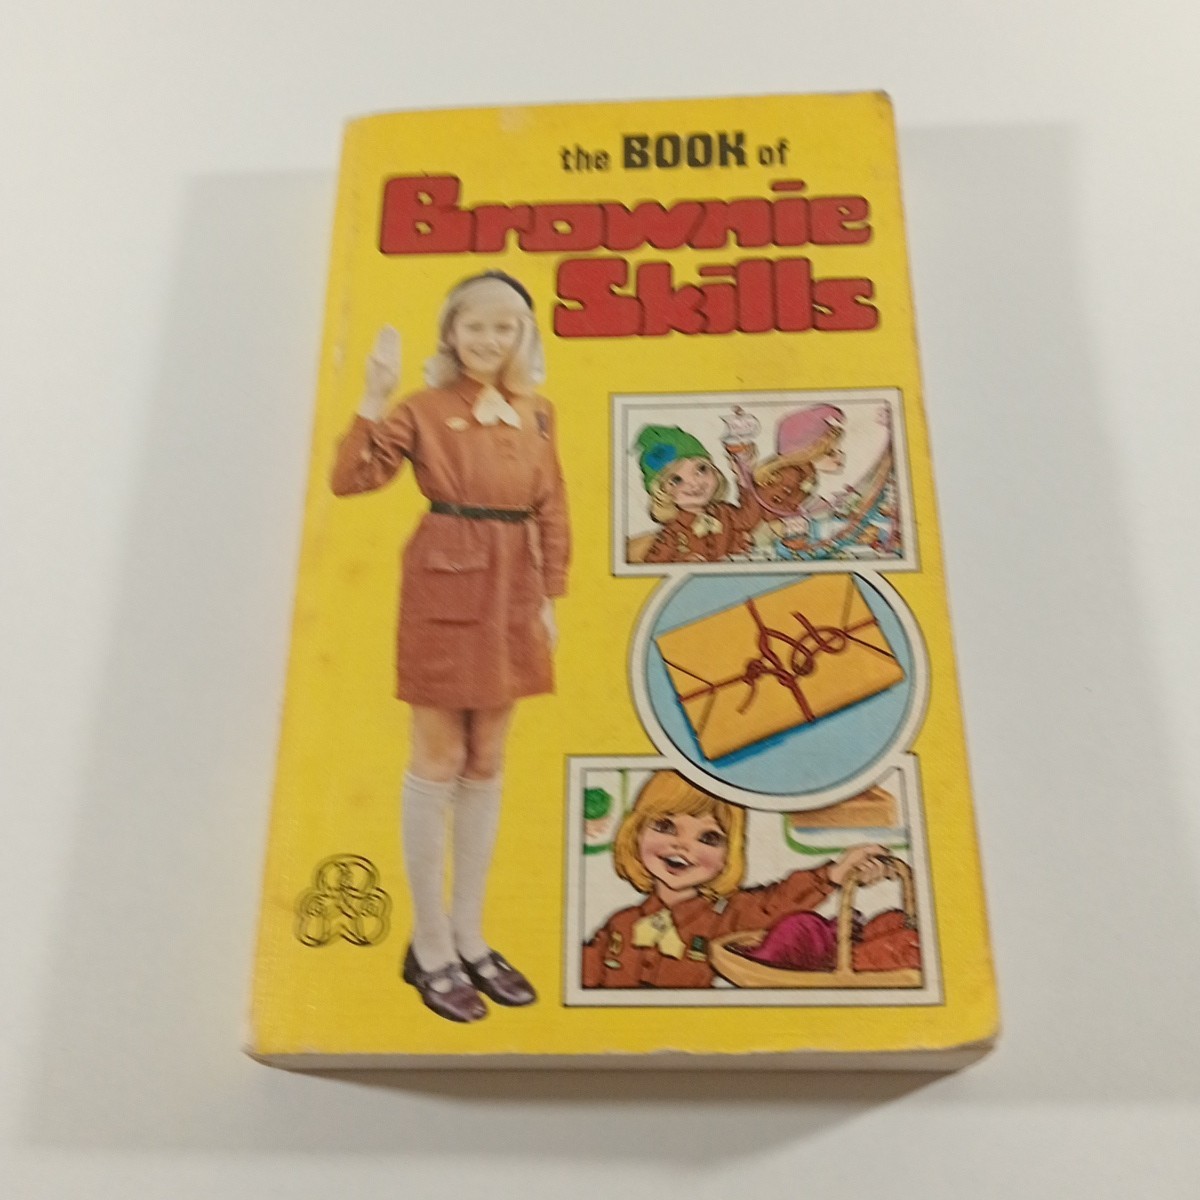 the BOOK of
Brownie
Skills